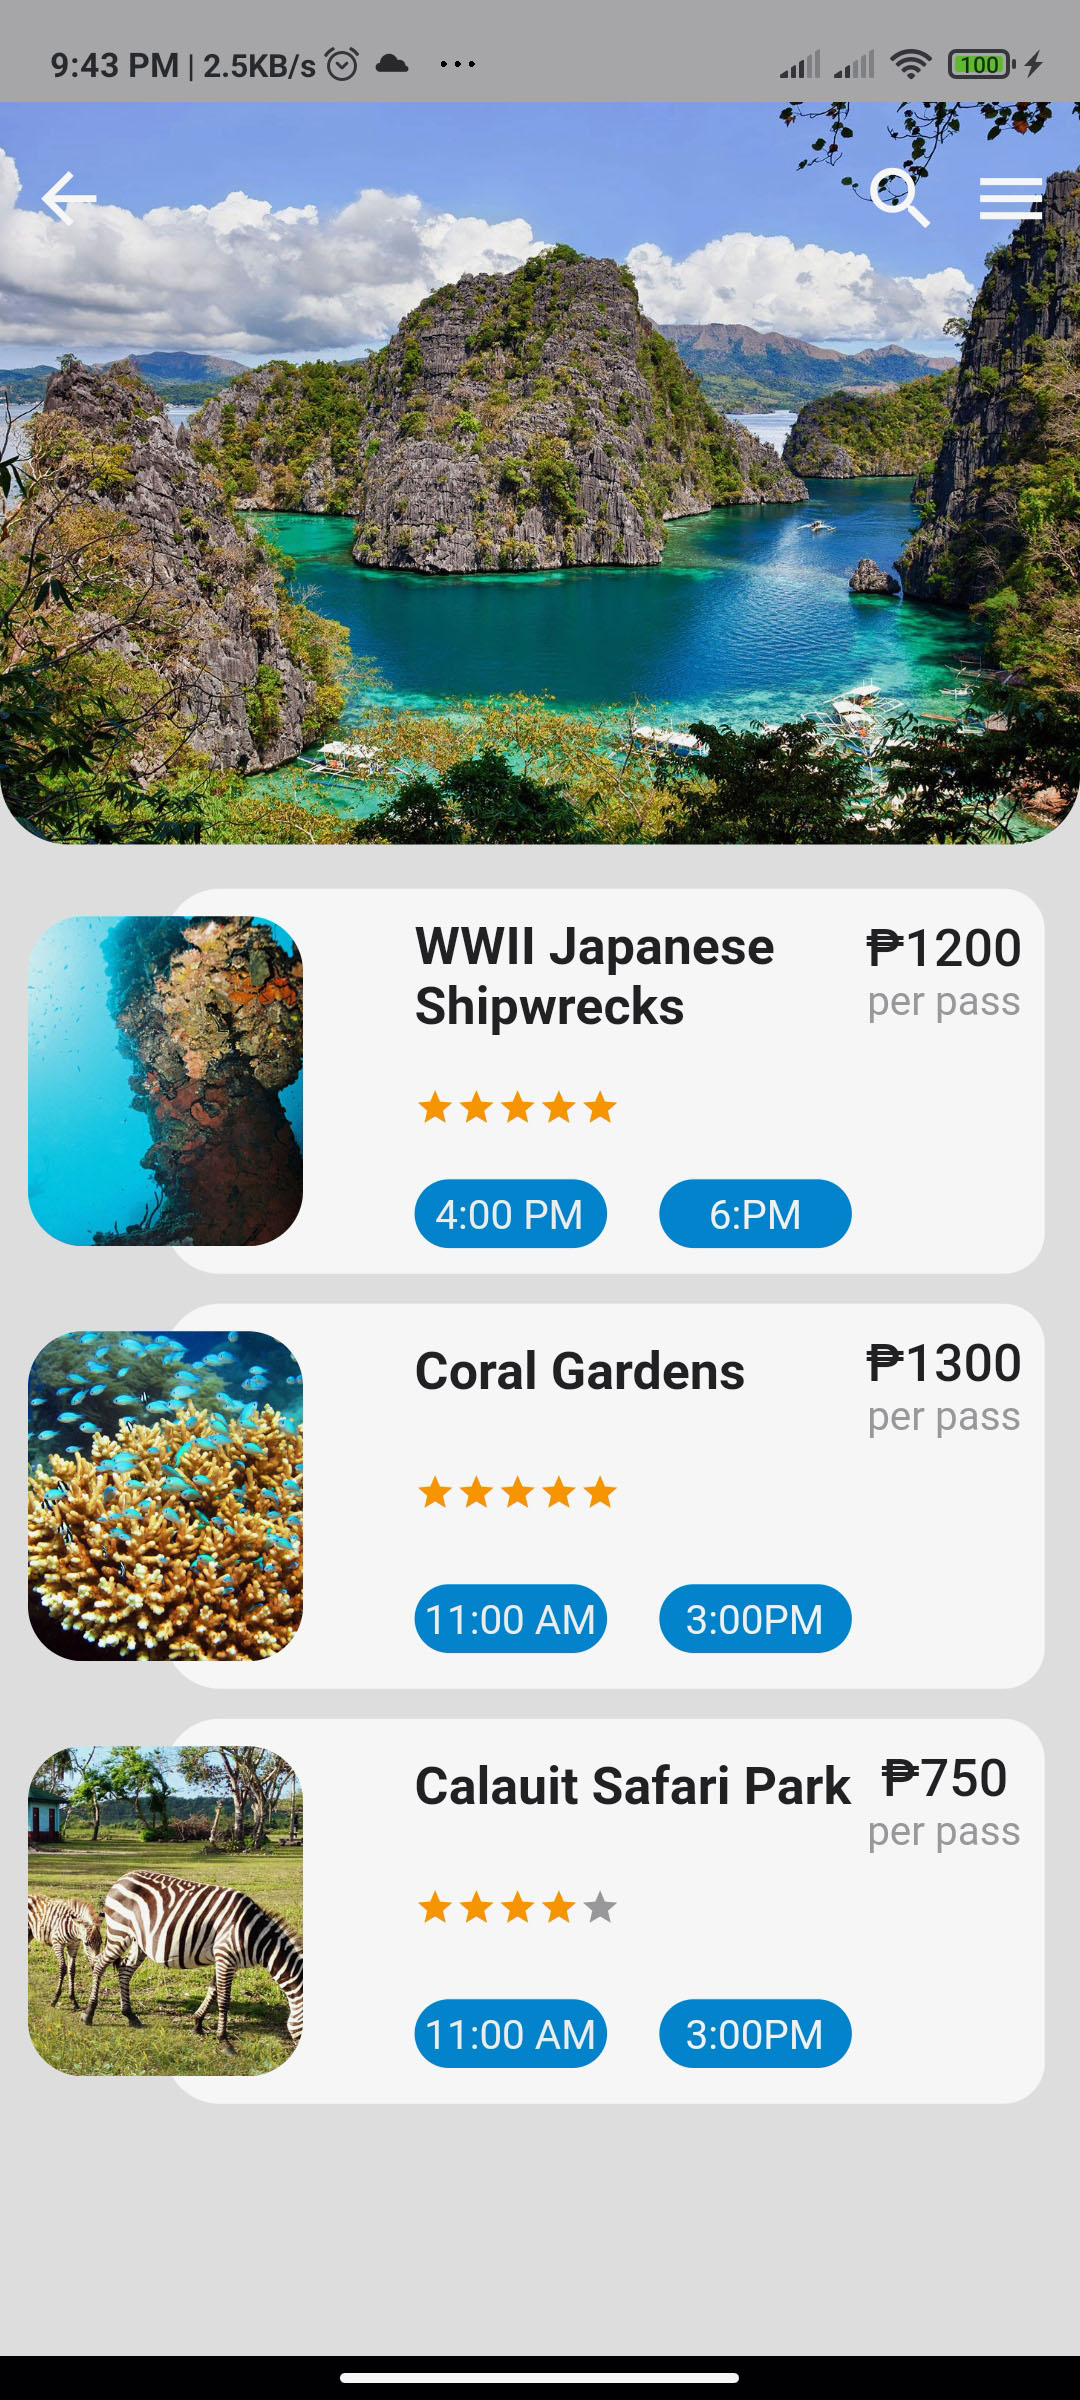 9:43 PM | 2.5KB/s ... 100
WWII Japanese
Shipwrecks
₱1200
per pass
4:00 PM 6:PM
Coral Gardens
₱1300
per pass
11:00 AM 3:00PM
Calauit Safari Park ₱750
per pass
11:00 AM 3:00PM